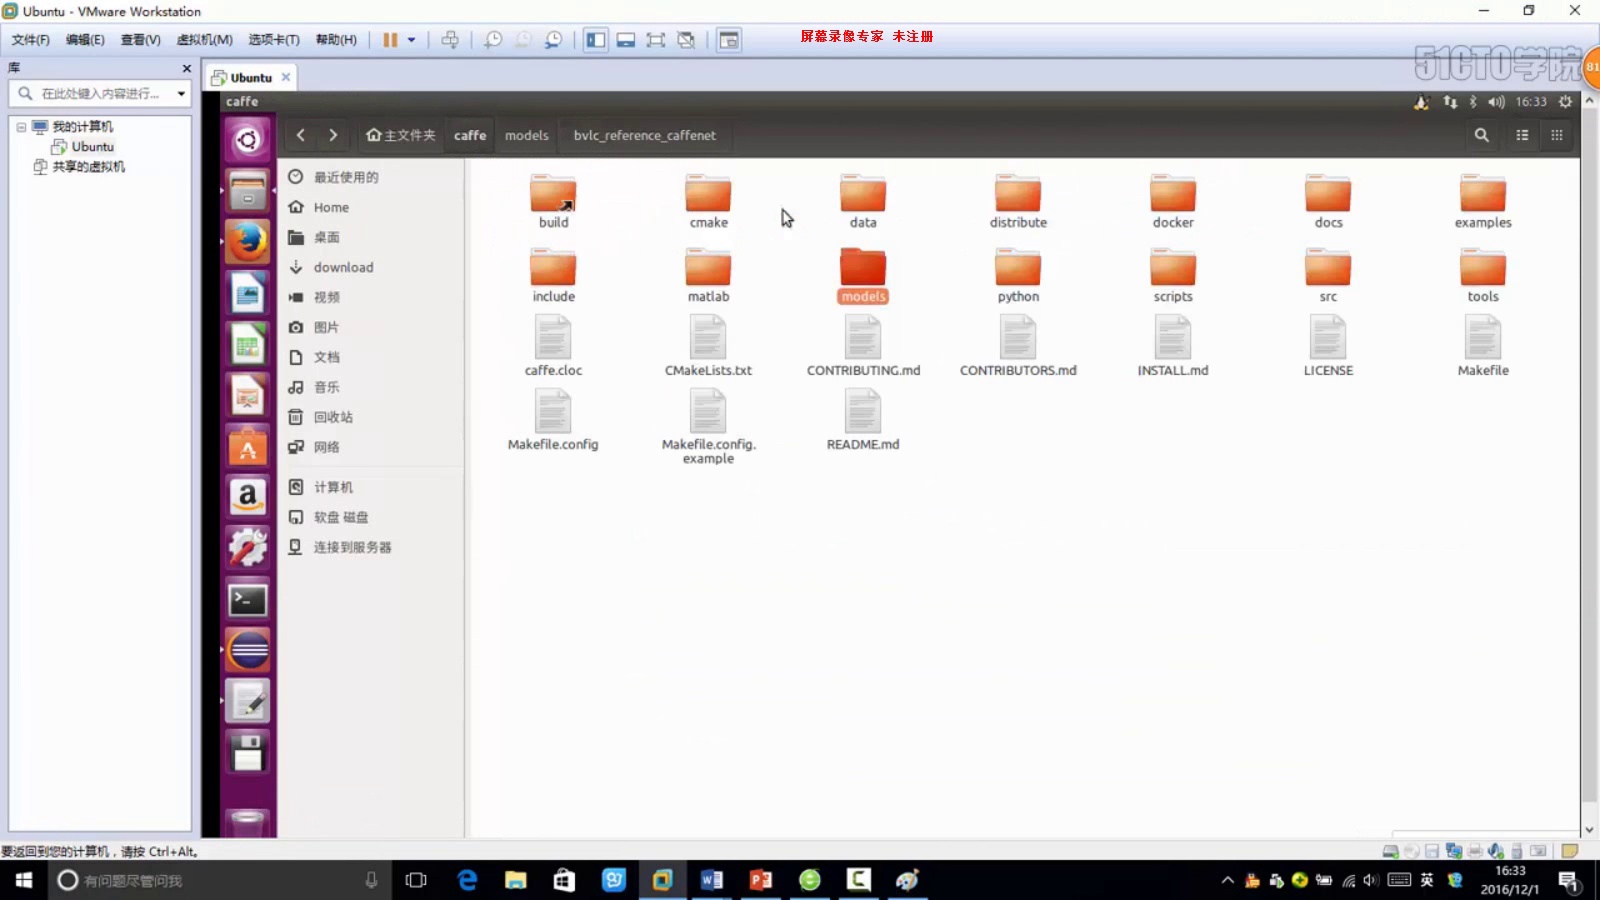 Ubuntu - VMware Workstation
文件(F) 编辑(E) 查看(V) 虚拟机(M) 选项卡(T) 帮助(H)
屏幕录像专家 未注册
51CTO学院
81
库
在此处键入内容进行...
我的计算机
Ubuntu
共享的虚拟机
Ubuntu
caffe
16:33
主文件夹 caffe models bvlc_reference_caffenet
最近使用的
Home
桌面
download
视频
图片
文档
音乐
回收站
网络
计算机
软盘 磁盘
连接到服务器
build cmake data distribute docker docs examples
include matlab models python scripts src tools
caffe.cloc CMakeLists.txt CONTRIBUTING.md CONTRIBUTORS.md INSTALL.md LICENSE Makefile
Makefile.config Makefile.config.example README.md
要返回到您的计算机，请按 Ctrl+Alt。
有问题尽管问我
英
16:33
2016/12/1
1